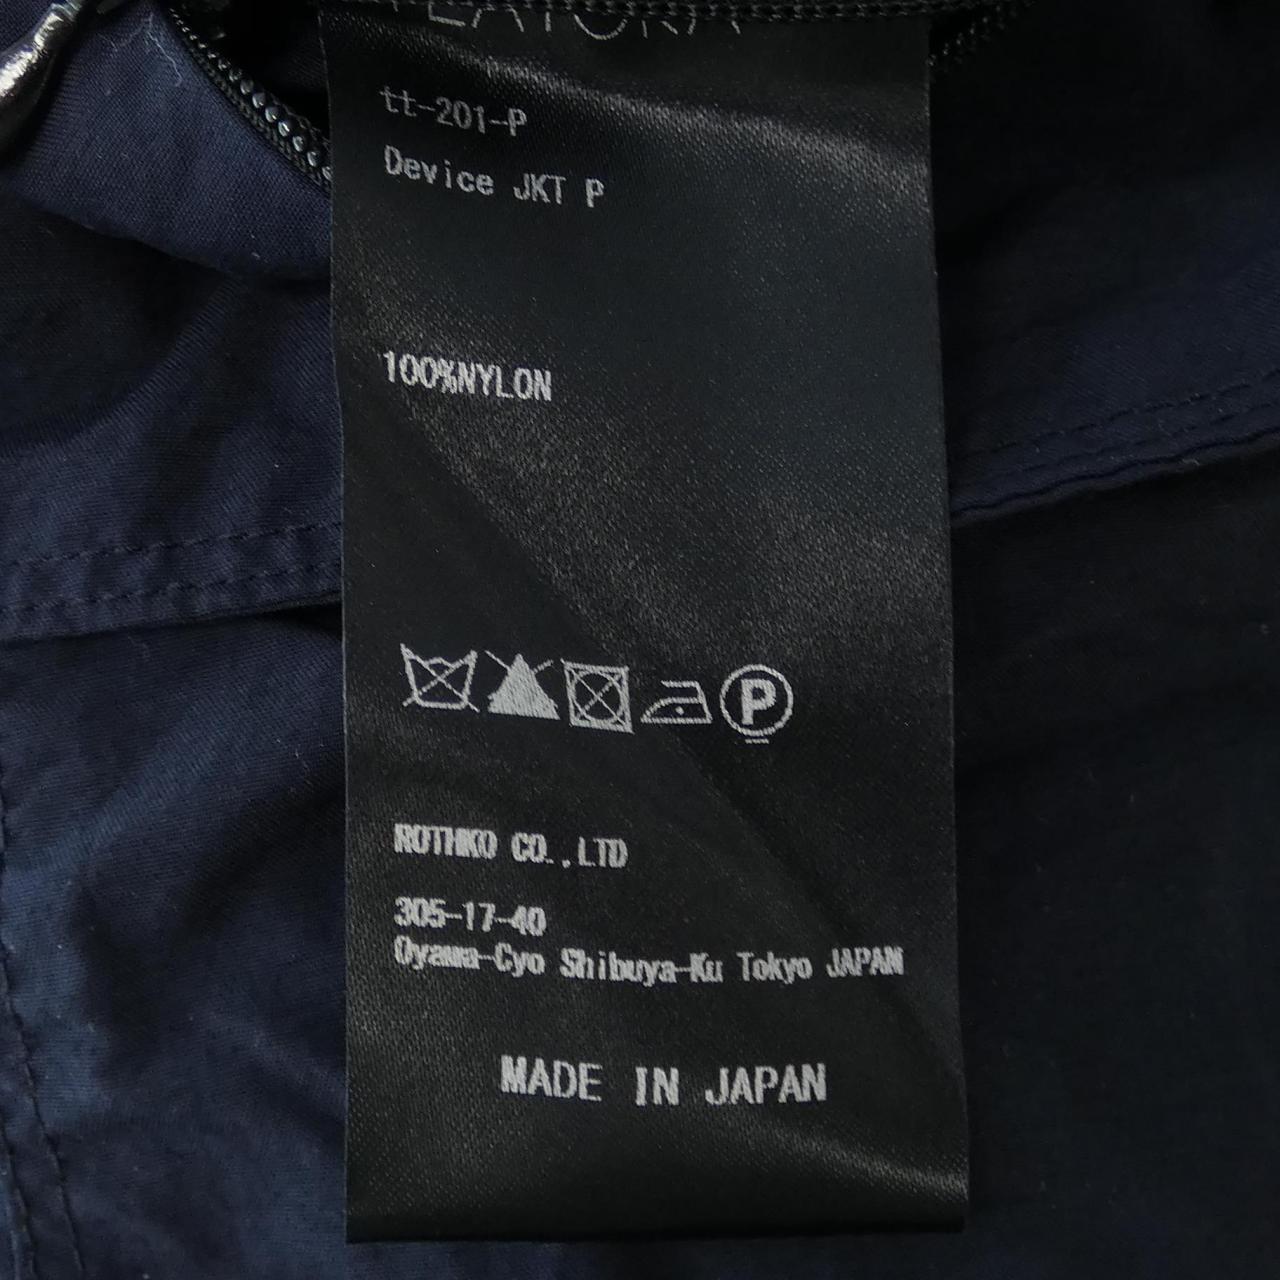 tt-201-P
Device JKT P
100%NYLON
P
ROTHKO CO.,LTD
305-17-40
Oyama-Cyo Shibuya-Ku Tokyo JAPAN
MADE IN JAPAN